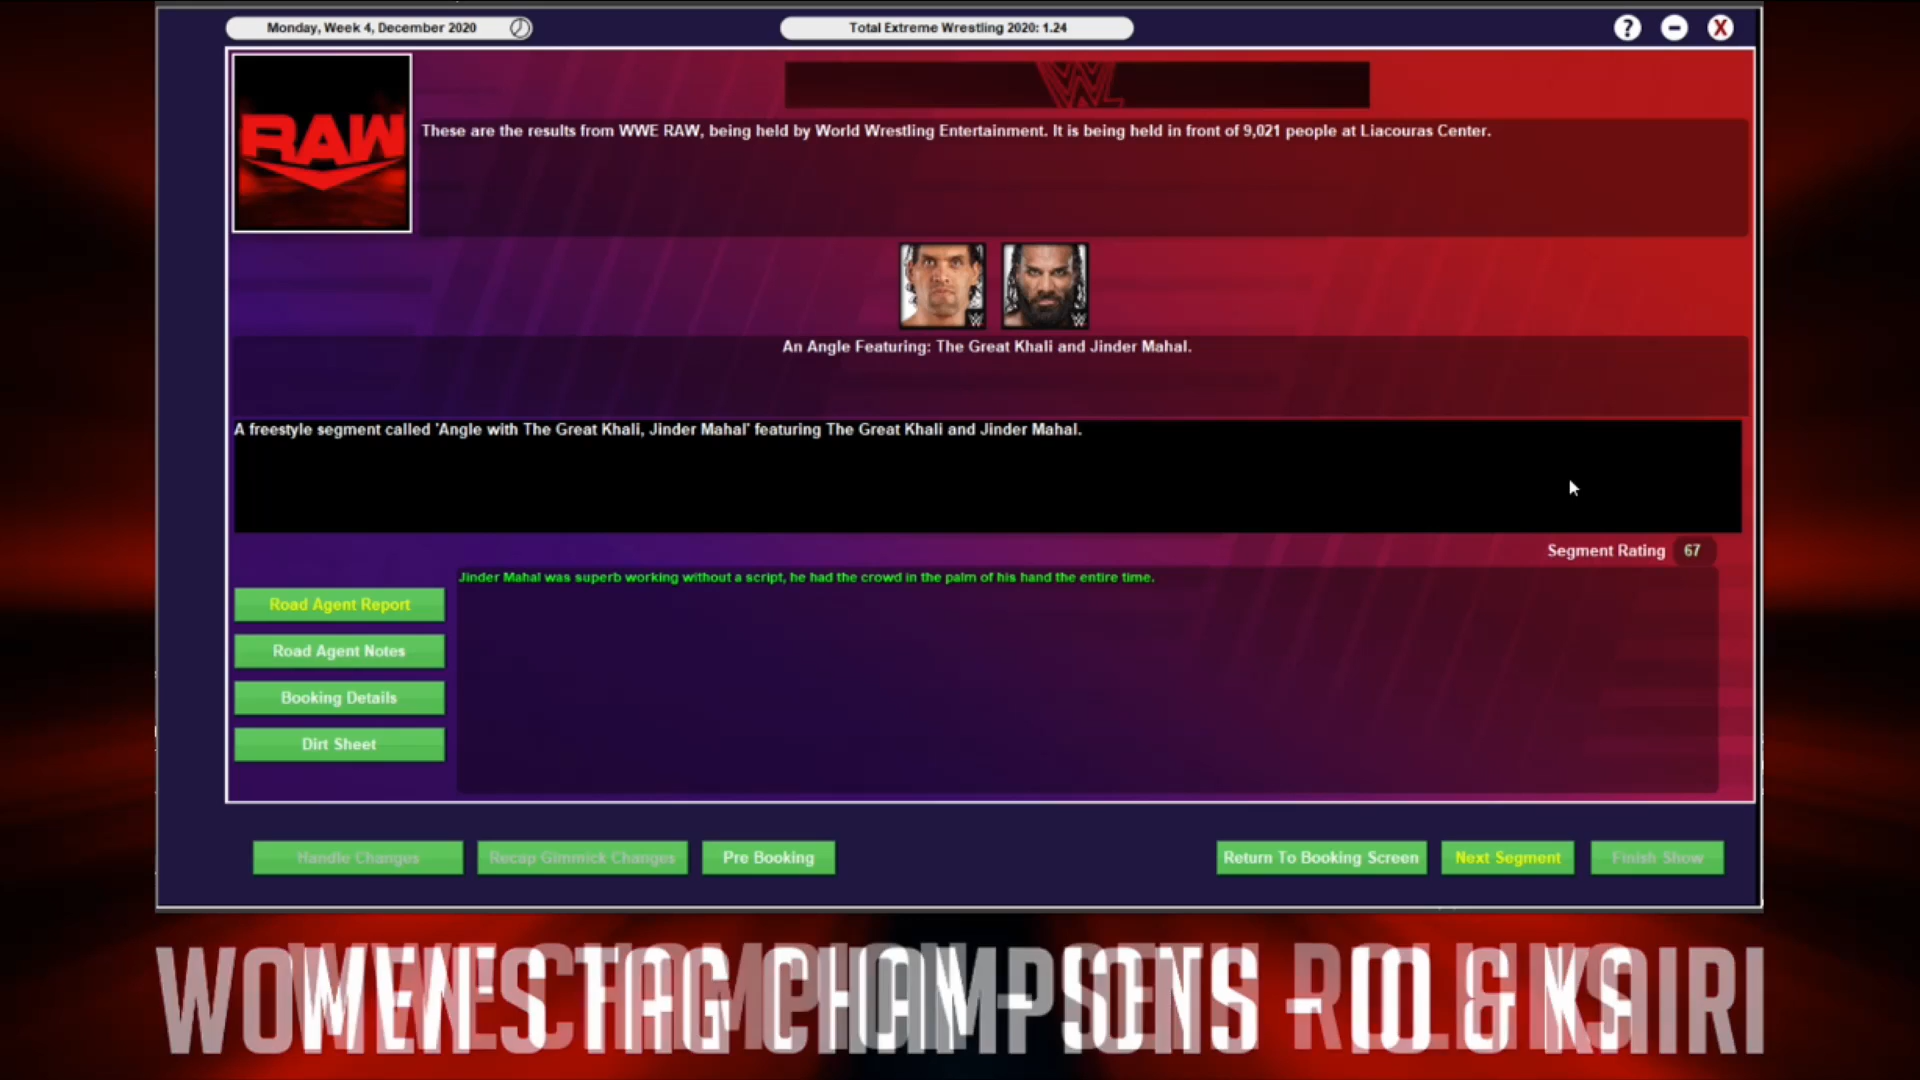 Monday, Week 4, December 2020
Total Extreme Wrestling 2020: 1.24
?
X
RAW
These are the results from WWE RAW, being held by World Wrestling Entertainment. It is being held in front of 9,021 people at Liacouras Center.
An Angle Featuring: The Great Khali and Jinder Mahal.
A freestyle segment called 'Angle with The Great Khali, Jinder Mahal' featuring The Great Khali and Jinder Mahal.
Segment Rating 67
Jinder Mahal was superb working without a script, he had the crowd in the palm of his hand the entire time.
Road Agent Report
Road Agent Notes
Booking Details
Dirt Sheet
Handle Changes
Recap Gimmick Changes
Pre Booking
Return To Booking Screen
Next Segment
Finish Show
WOMEN'S TAG CHAMPIONS - IO & KAIRI